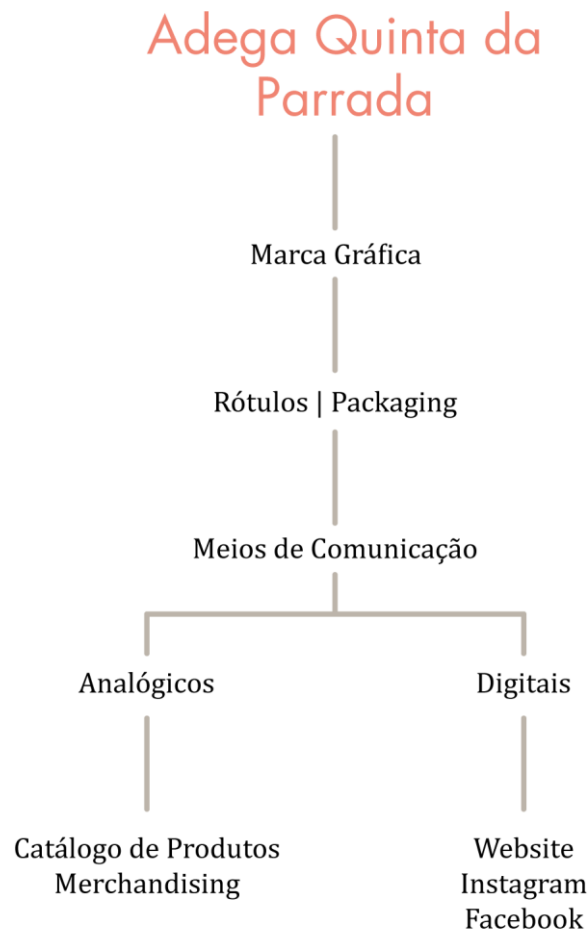 Adega Quinta da
Parrada
Marca Gráfica
Rótulos | Packaging
Meios de Comunicação
Analógicos
Digitais
Catálogo de Produtos
Merchandising
Website
Instagram
Facebook